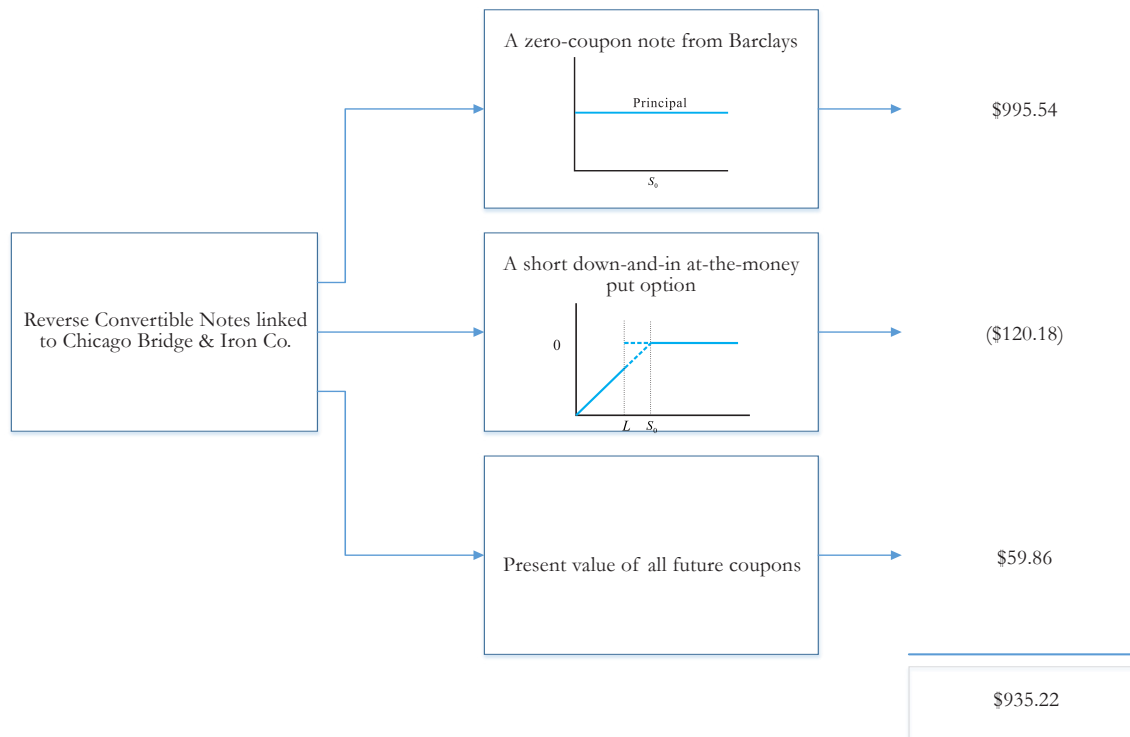 A zero-coupon note from Barclays
Principal
S₀
$995.54
Reverse Convertible Notes linked
to Chicago Bridge & Iron Co.
A short down-and-in at-the-money
put option
0
L S₀
($120.18)
Present value of all future coupons
$59.86
$935.22